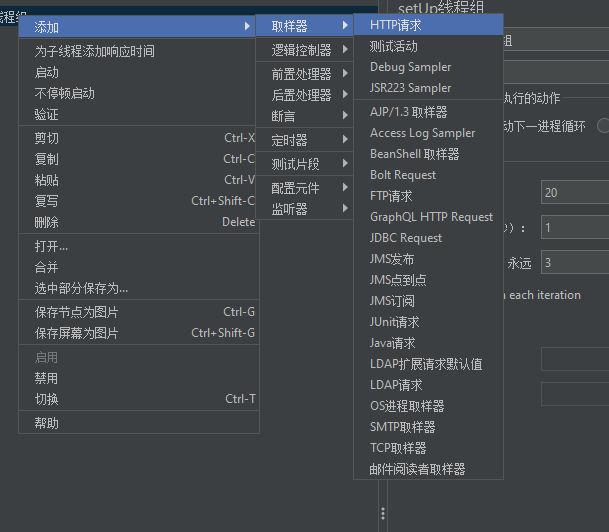 线程组
添加
为子线程添加响应时间
启动
不停顿启动
验证
剪切 Ctrl-X
复制 Ctrl-C
粘贴 Ctrl-V
复写 Ctrl+Shift-C
删除 Delete
打开...
合并
选中部分保存为...
保存节点为图片 Ctrl-G
保存屏幕为图片 Ctrl+Shift-G
启用
禁用
切换 Ctrl-T
帮助
取样器
逻辑控制器
前置处理器
后置处理器
断言
定时器
测试片段
配置元件
监听器
HTTP请求
测试活动
Debug Sampler
JSR223 Sampler
AJP/1.3 取样器
Access Log Sampler
BeanShell 取样器
Bolt Request
FTP请求
GraphQL HTTP Request
JDBC Request
JMS发布
JMS点到点
JMS订阅
JUnit请求
Java请求
LDAP扩展请求默认值
LDAP请求
OS进程取样器
SMTP取样器
TCP取样器
邮件阅读者取样器
setUp线程组
组
执行的动作
动下一进程循环
20
): 1
永远 3
each iteration